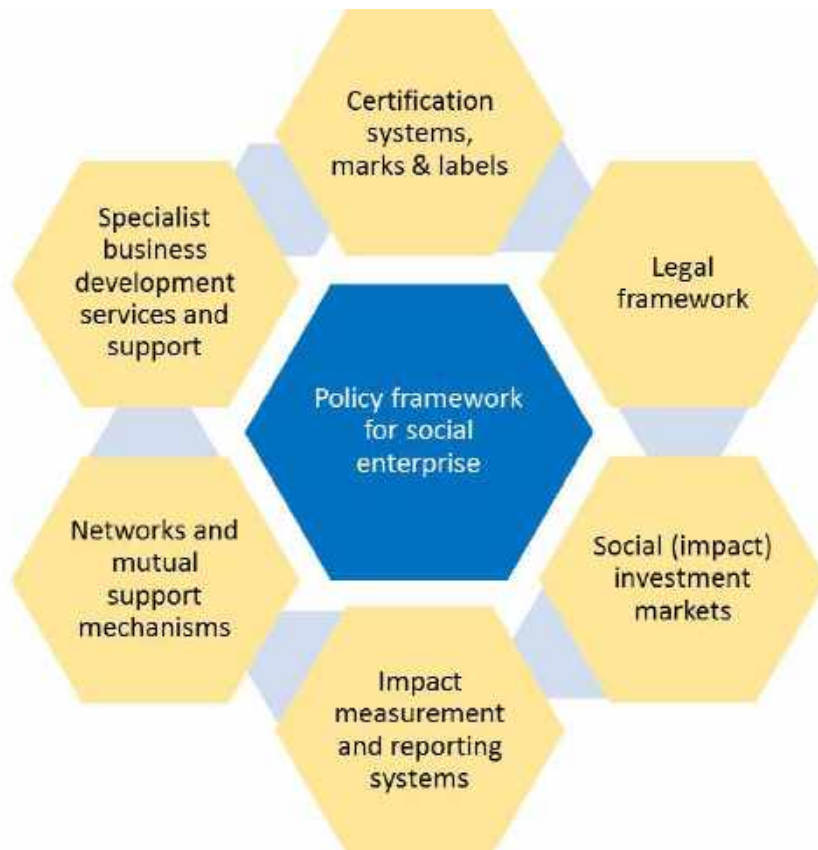 Certification
systems,
marks & labels
Legal
framework
Social (impact)
investment
markets
Impact
measurement
and reporting
systems
Networks and
mutual
support
mechanisms
Specialist
business
development
services and
support
Policy framework
for social
enterprise